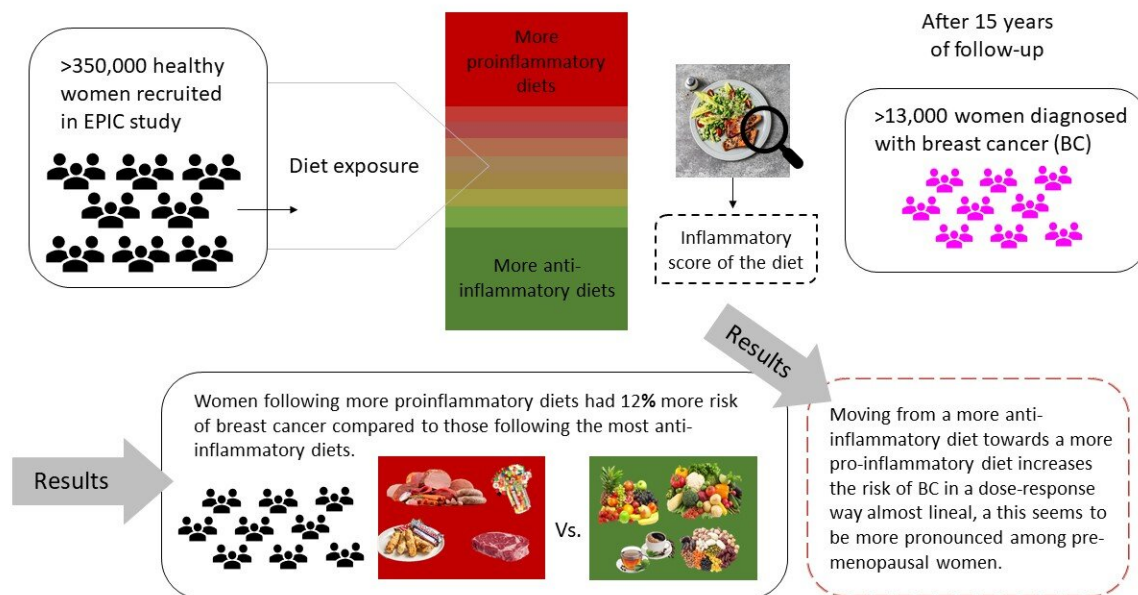 >350,000 healthy
women recruited
in EPIC study
Diet exposure
More
proinflammatory
diets
More anti-
inflammatory diets
Inflammatory
score of the diet
After 15 years
of follow-up
>13,000 women diagnosed
with breast cancer (BC)
Results
Results
Women following more proinflammatory diets had 12% more risk
of breast cancer compared to those following the most anti-
inflammatory diets.
Vs.
Moving from a more anti-
inflammatory diet towards a more
pro-inflammatory diet increases
the risk of BC in a dose-response
way almost lineal, a this seems to
be more pronounced among pre-
menopausal women.